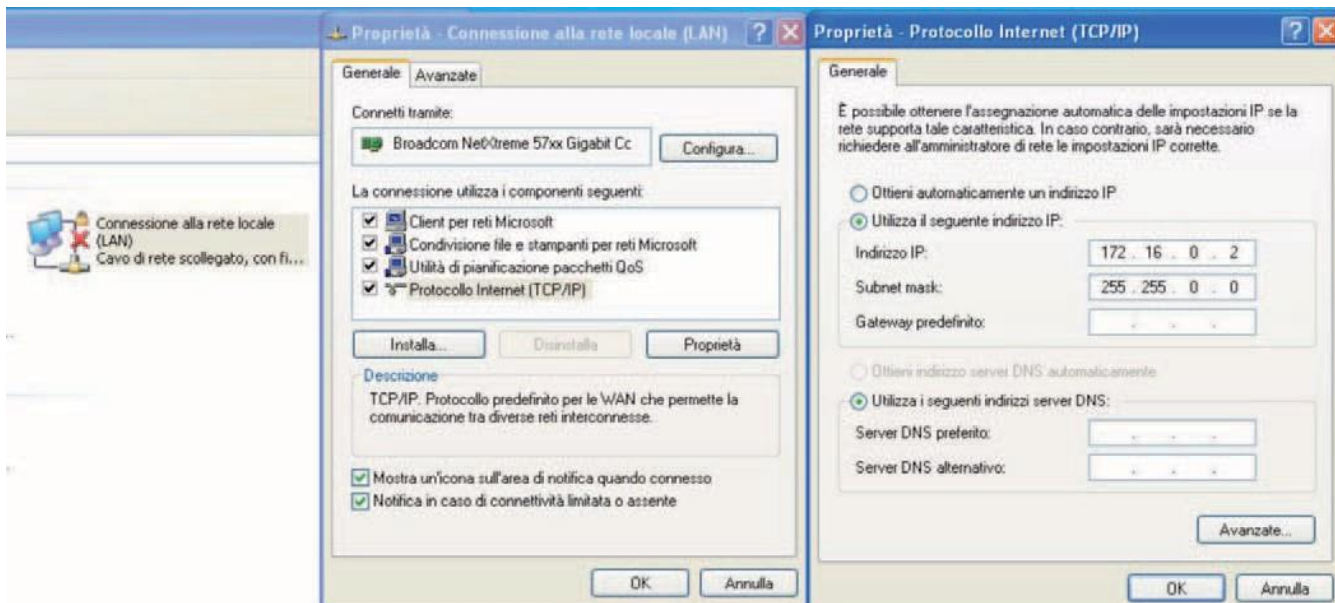 Connessione alla rete locale
(LAN)
Cavo di rete scollegato, con fi...
Proprietà - Connessione alla rete locale (LAN)
Generale
Avanzate
Connetti tramite:
Broadcom NetXtreme 57xx Gigabit Cc
Configura...
La connessione utilizza i componenti seguenti:
Client per reti Microsoft
Condivisione file e stampanti per reti Microsoft
Utilità di pianificazione pacchetti QoS
Protocollo Internet (TCP/IP)
Installa...
Disinstalla
Proprietà
Descrizione
TCP/IP. Protocollo predefinito per le WAN che permette la
comunicazione tra diverse reti interconnesse.
Mostra un'icona sull'area di notifica quando connesso
Notifica in caso di connettività limitata o assente
OK
Annulla
Proprietà - Protocollo Internet (TCP/IP)
Generale
È possibile ottenere l'assegnazione automatica delle impostazioni IP se la
rete supporta tale caratteristica. In caso contrario, sarà necessario
richiedere all'amministratore di rete le impostazioni IP corrette.
Ottieni automaticamente un indirizzo IP
Utilizza il seguente indirizzo IP:
Indirizzo IP: 172 . 16 . 0 . 2
Subnet mask: 255 . 255 . 0 . 0
Gateway predefinito: . . .
Ottieni indirizzo server DNS automaticamente
Utilizza i seguenti indirizzi server DNS:
Server DNS preferito: . . .
Server DNS alternativo: . . .
Avanzate...
OK
Annulla